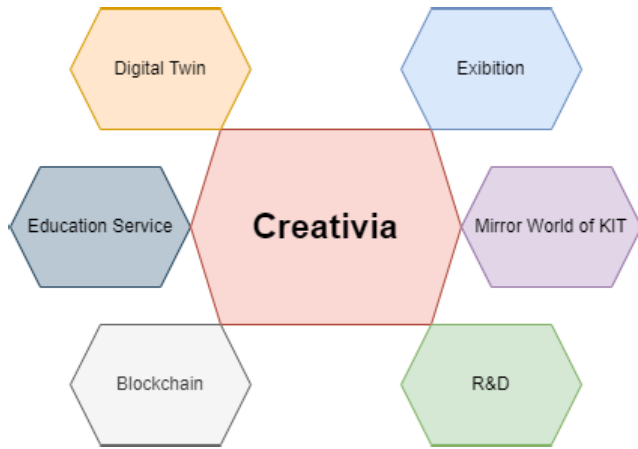 Digital Twin
Exibition
Education Service
Creativia
Mirror World of KIT
Blockchain
R&D